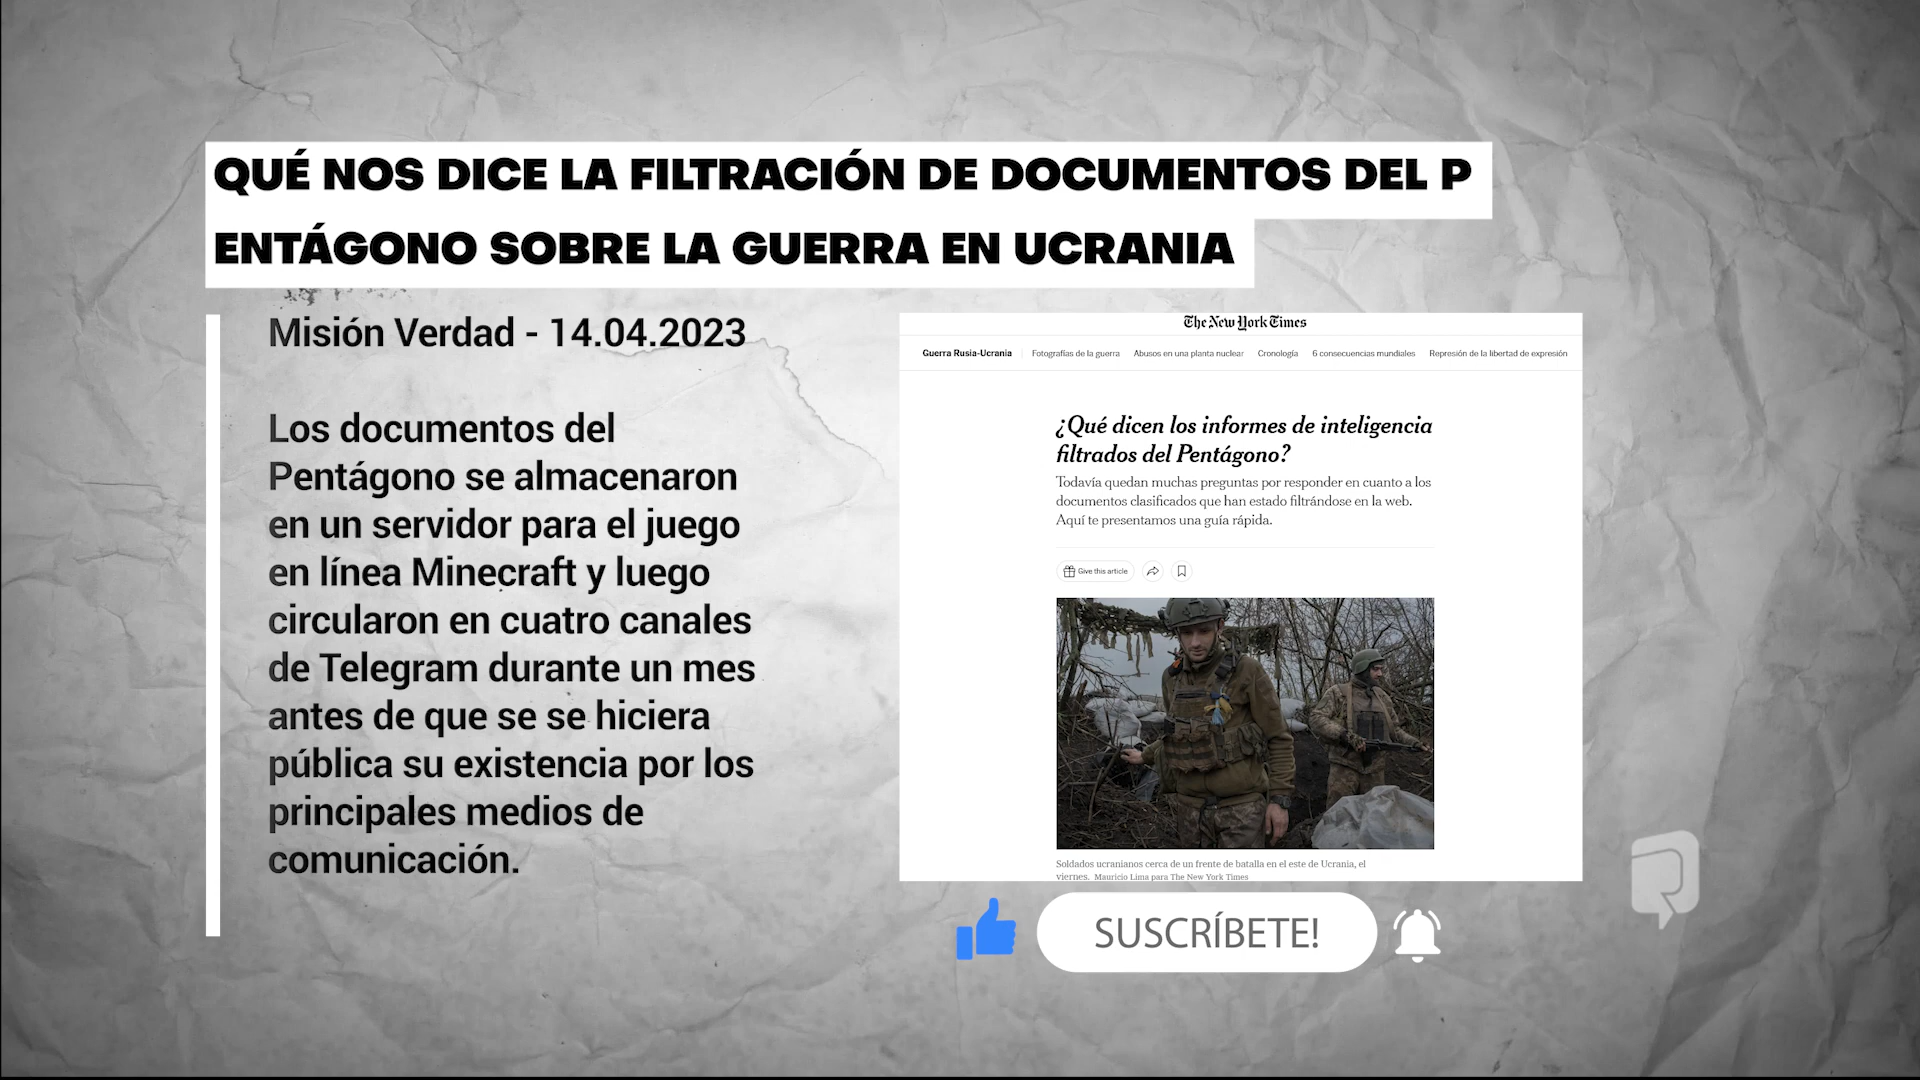 QUÉ NOS DICE LA FILTRACIÓN DE DOCUMENTOS DEL P
ENTÁGONO SOBRE LA GUERRA EN UCRANIA
Misión Verdad - 14.04.2023
Los documentos del
Pentágono se almacenaron
en un servidor para el juego
en línea Minecraft y luego
circularon en cuatro canales
de Telegram durante un mes
antes de que se se hiciera
pública su existencia por los
principales medios de
comunicación.
The New York Times
Guerra Rusia-Ucrania Fotografías de la guerra Abusos en una planta nuclear Cronología 6 consecuencias mundiales Represión de la libertad de expresión
¿Qué dicen los informes de inteligencia
filtrados del Pentágono?
Todavía quedan muchas preguntas por responder en cuanto a los
documentos clasificados que han estado filtrándose en la web.
Aquí te presentamos una guía rápida.
Give this article
Soldados ucranianos cerca de un frente de batalla en el este de Ucrania, el
viernes. Mauricio Lima para The New York Times
SUSCRÍBETE!